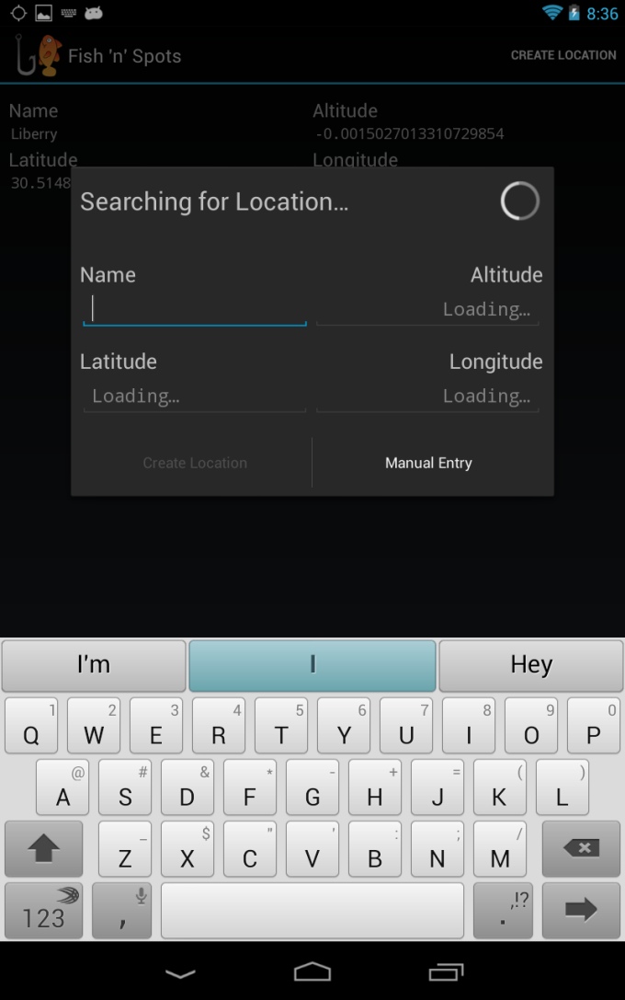 8:36
Fish 'n' Spots CREATE LOCATION
Name Altitude
Liberry -0.0015027013310729854
Latitude Longitude
30.5148
Searching for Location...
Name Altitude
Loading...
Latitude Longitude
Loading... Loading...
Create Location Manual Entry
I'm I Hey
1 2 3 4 5 6 7 8 9 0
Q W E R T Y U I O P
@ # & * - + = ( )
A S D F G H J K L
_ $ " ' : ; /
Z X C V B N M
123 , . ,!?